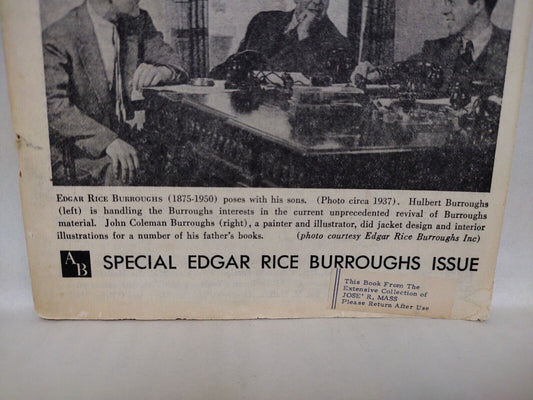 EDGAR RICE BURROUGHS (1875-1950) poses with his sons. (Photo circa 1937). Hulbert Burroughs
(left) is handling the Burroughs interests in the current unprecedented revival of Burroughs
material. John Coleman Burroughs (right), a painter and illustrator, did jacket design and interior
illustrations for a number of his father's books. (photo courtesy Edgar Rice Burroughs Inc)
AB SPECIAL EDGAR RICE BURROUGHS ISSUE
This Book From The
Extensive Collection of
JOSE' R, MASS
Please Return After Use